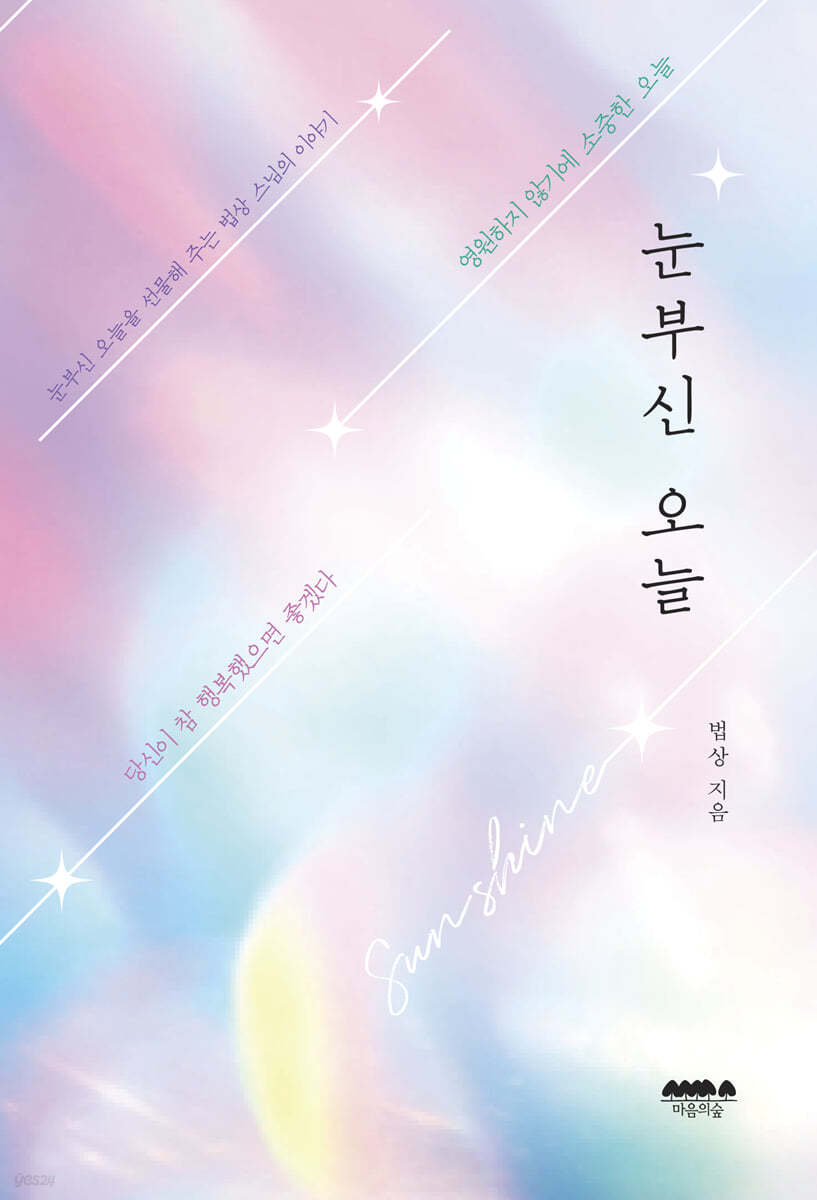 눈부신 오늘을 선물해 주는 법상 스님의 이야기
영원하지 않기에 소중한 오늘
눈부신 오늘
당신이 참 행복했으면 좋겠다
법상 지음
Sunshine
마음의숲
yes24